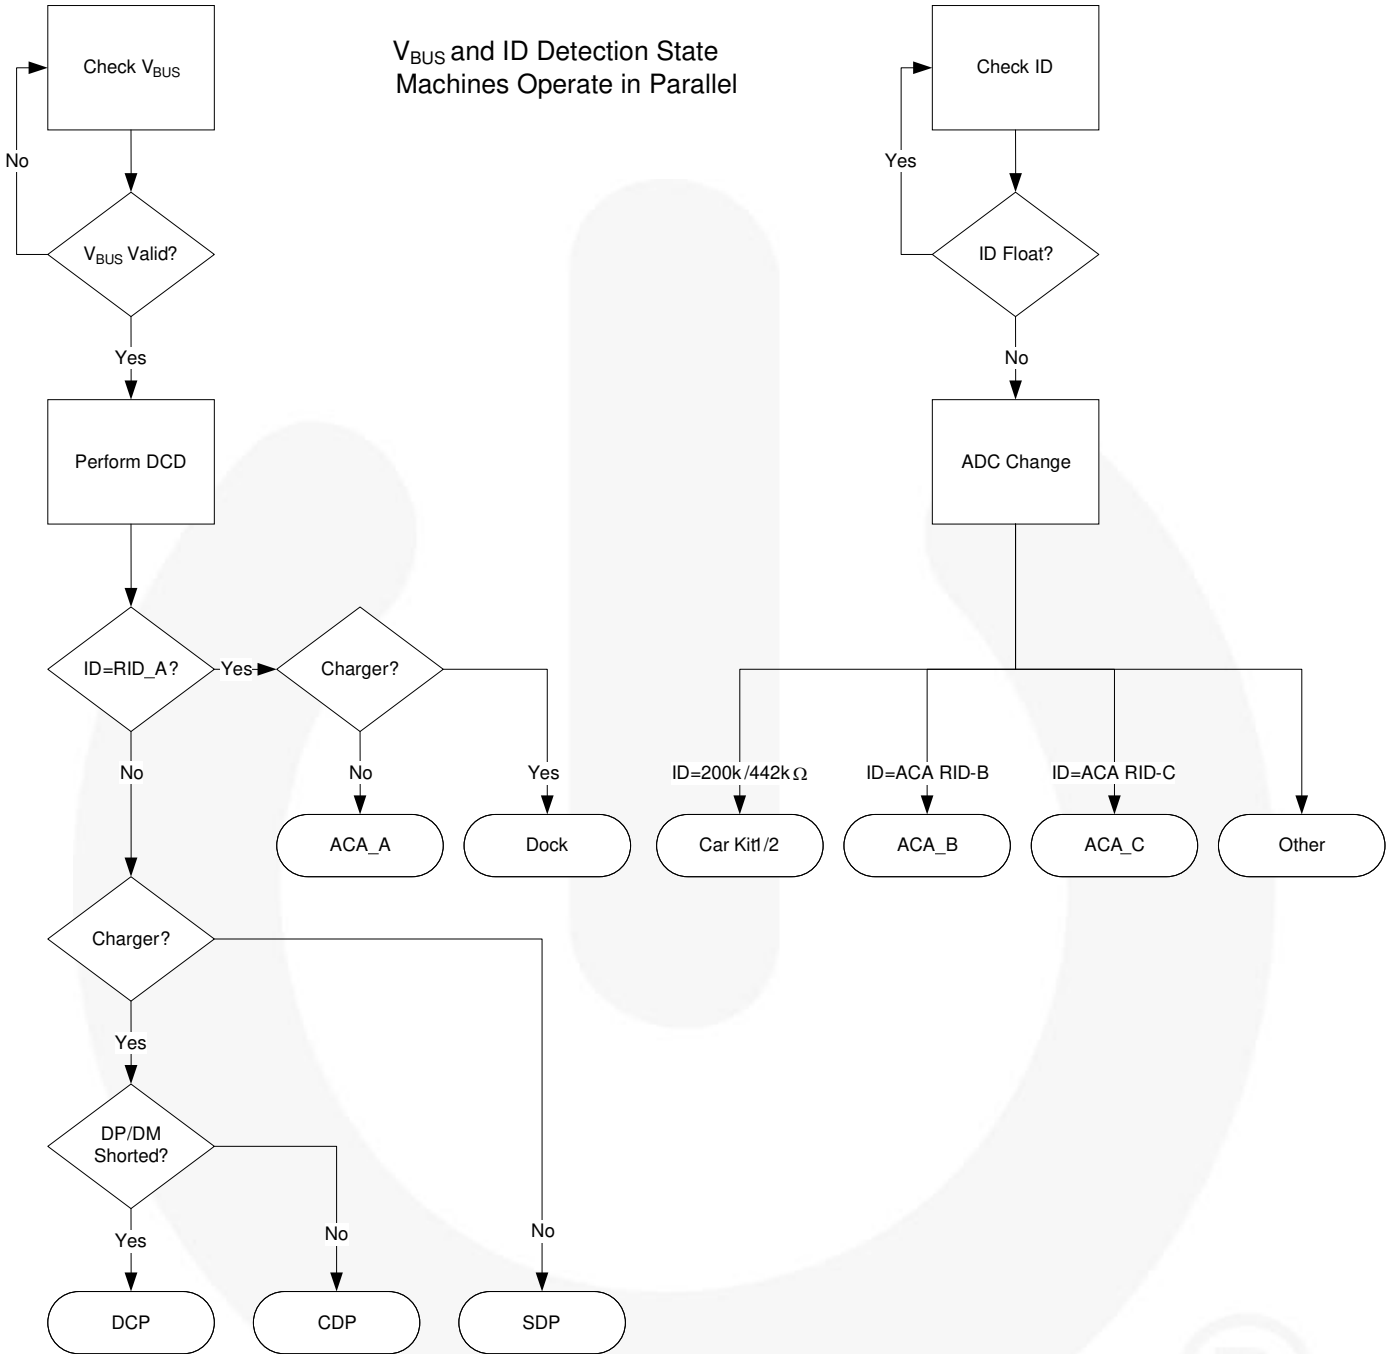 V_BUS and ID Detection State
Machines Operate in Parallel
Check V_BUS
No
V_BUS Valid?
Yes
Perform DCD
ID=RID_A?
Yes
Charger?
No
No
Yes
ACA_A
Dock
Charger?
Yes
DP/DM
Shorted?
Yes
No
No
DCP
CDP
SDP
Check ID
Yes
ID Float?
No
ADC Change
ID=200k/442kΩ
ID=ACA RID-B
ID=ACA RID-C
Car Kit1/2
ACA_B
ACA_C
Other